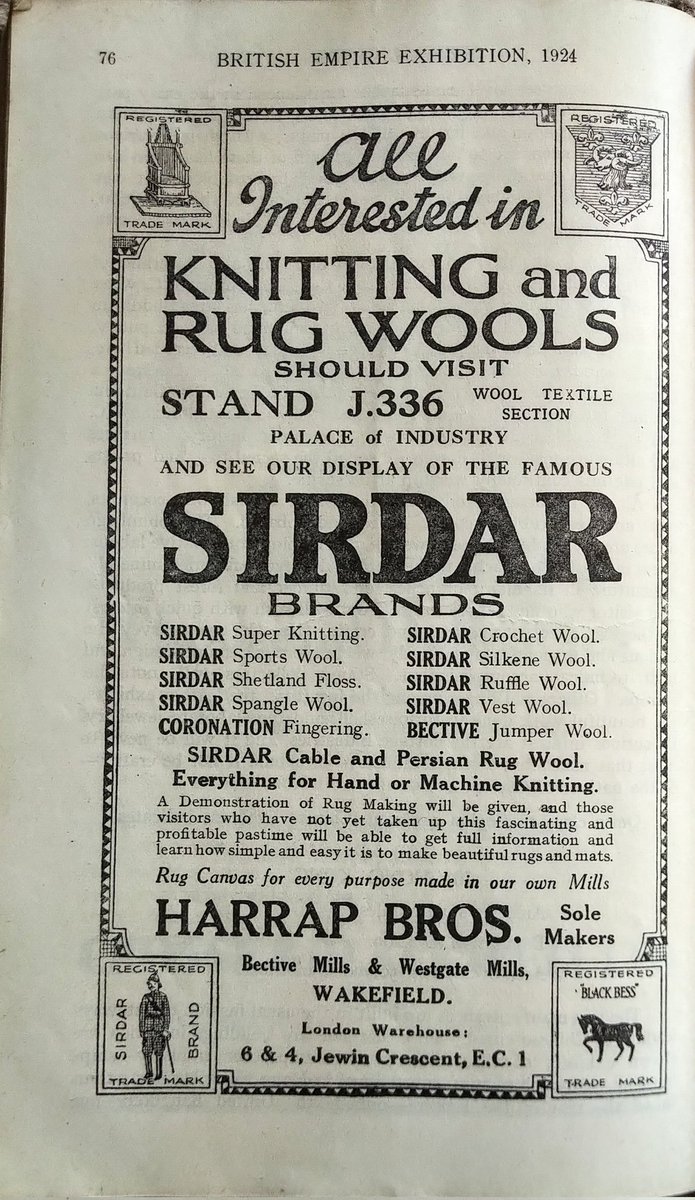 76 BRITISH EMPIRE EXHIBITION, 1924
REGISTERED
TRADE MARK
REGISTERED
TRADE MARK
all
Interested in
KNITTING and
RUG WOOLS
SHOULD VISIT
STAND J.336 WOOL TEXTILE
SECTION
PALACE of INDUSTRY
AND SEE OUR DISPLAY OF THE FAMOUS
SIRDAR
BRANDS
SIRDAR Super Knitting. SIRDAR Crochet Wool.
SIRDAR Sports Wool. SIRDAR Silkene Wool.
SIRDAR Shetland Floss. SIRDAR Ruffle Wool.
SIRDAR Spangle Wool. SIRDAR Vest Wool.
CORONATION Fingering. BECTIVE Jumper Wool.
SIRDAR Cable and Persian Rug Wool.
Everything for Hand or Machine Knitting.
A Demonstration of Rug Making will be given, and those
visitors who have not yet taken up this fascinating and
profitable pastime will be able to get full information and
learn how simple and easy it is to make beautiful rugs and mats.
Rug Canvas for every purpose made in our own Mills
HARRAP BROS. Sole
Makers
Bective Mills & Westgate Mills,
WAKEFIELD.
London Warehouse:
6 & 4, Jewin Crescent, E.C. 1
REGISTERED
SIRDAR BRAND
TRADE MARK
REGISTERED
"BLACK BESS"
TRADE MARK